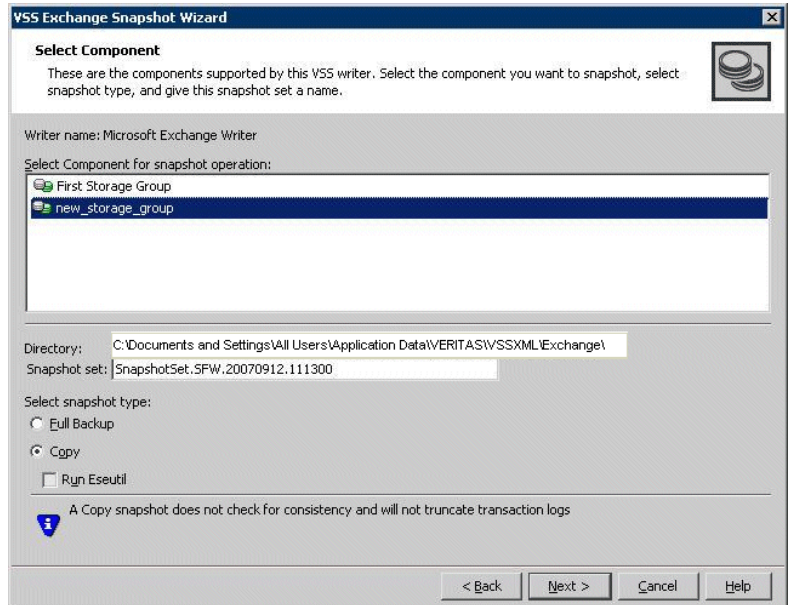 VSS Exchange Snapshot Wizard
Select Component
These are the components supported by this VSS writer. Select the component you want to snapshot, select
snapshot type, and give this snapshot set a name.
Writer name: Microsoft Exchange Writer
Select Component for snapshot operation:
First Storage Group
new_storage_group
Directory: C:\Documents and Settings\All Users\Application Data\VERITAS\VSSXML\Exchange\
Snapshot set: SnapshotSet.SFW.20070912.111300
Select snapshot type:
Full Backup
Copy
Run Eseutil
A Copy snapshot does not check for consistency and will not truncate transaction logs
< Back Next > Cancel Help